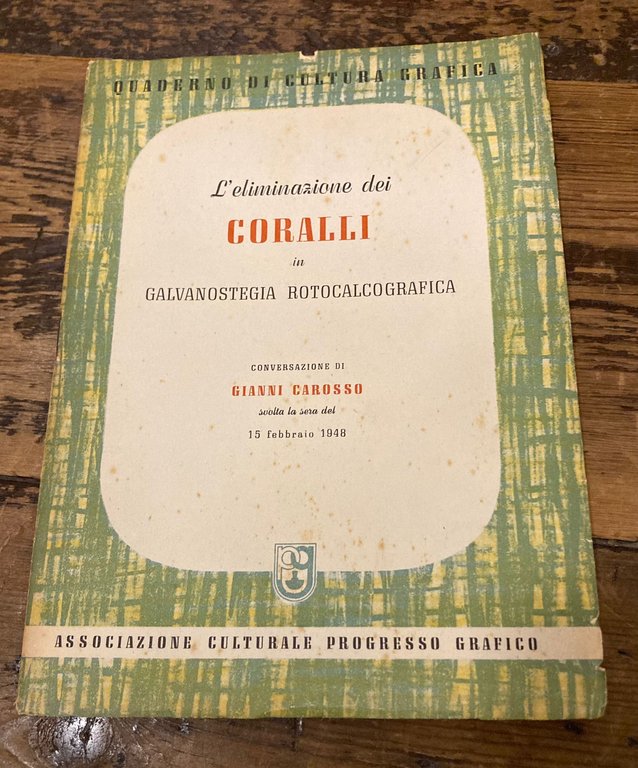 QUADERNO DI CULTURA GRAFICA
L'eliminazione dei
CORALLI
in
GALVANOSTEGIA ROTOCALCOGRAFICA
CONVERSAZIONE DI
GIANNI CAROSSO
svolta la sera del
15 febbraio 1948
ASSOCIAZIONE CULTURALE PROGRESSO GRAFICO